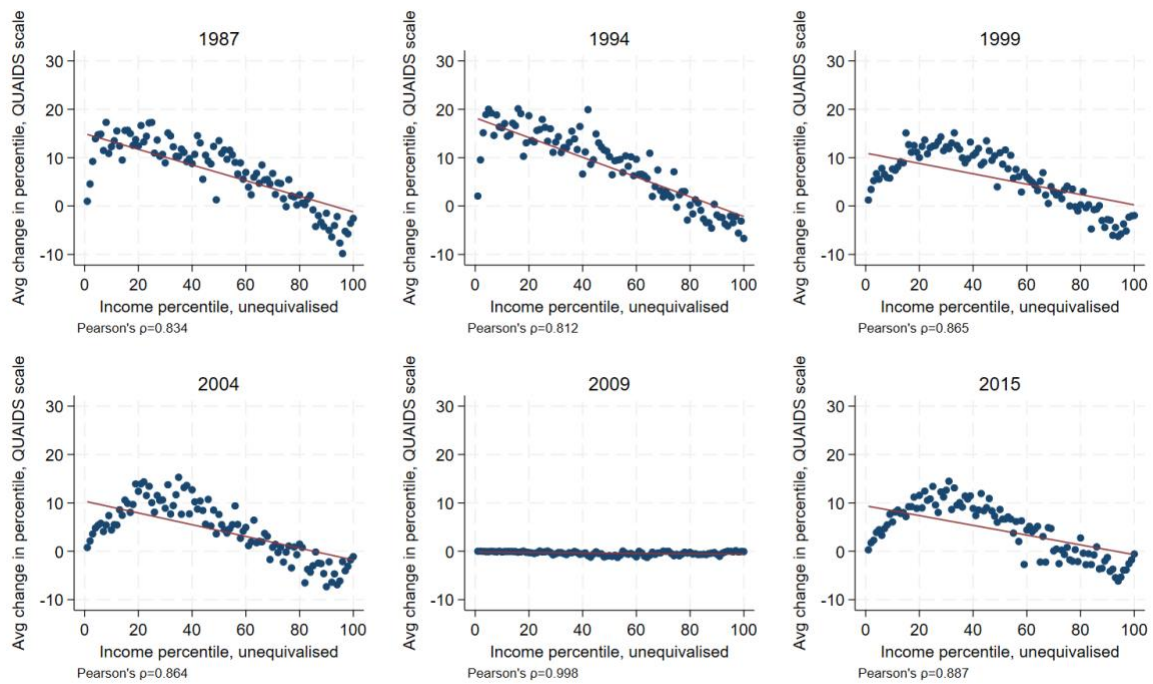 1987
Avg change in percentile, QUAIDS scale
30
20
10
0
-10
0 20 40 60 80 100
Income percentile, unequivalised
Pearson's ρ=0.834
1994
Avg change in percentile, QUAIDS scale
30
20
10
0
-10
0 20 40 60 80 100
Income percentile, unequivalised
Pearson's ρ=0.812
1999
Avg change in percentile, QUAIDS scale
30
20
10
0
-10
0 20 40 60 80 100
Income percentile, unequivalised
Pearson's ρ=0.865
2004
Avg change in percentile, QUAIDS scale
30
20
10
0
-10
0 20 40 60 80 100
Income percentile, unequivalised
Pearson's ρ=0.864
2009
Avg change in percentile, QUAIDS scale
30
20
10
0
-10
0 20 40 60 80 100
Income percentile, unequivalised
Pearson's ρ=0.998
2015
Avg change in percentile, QUAIDS scale
30
20
10
0
-10
0 20 40 60 80 100
Income percentile, unequivalised
Pearson's ρ=0.887